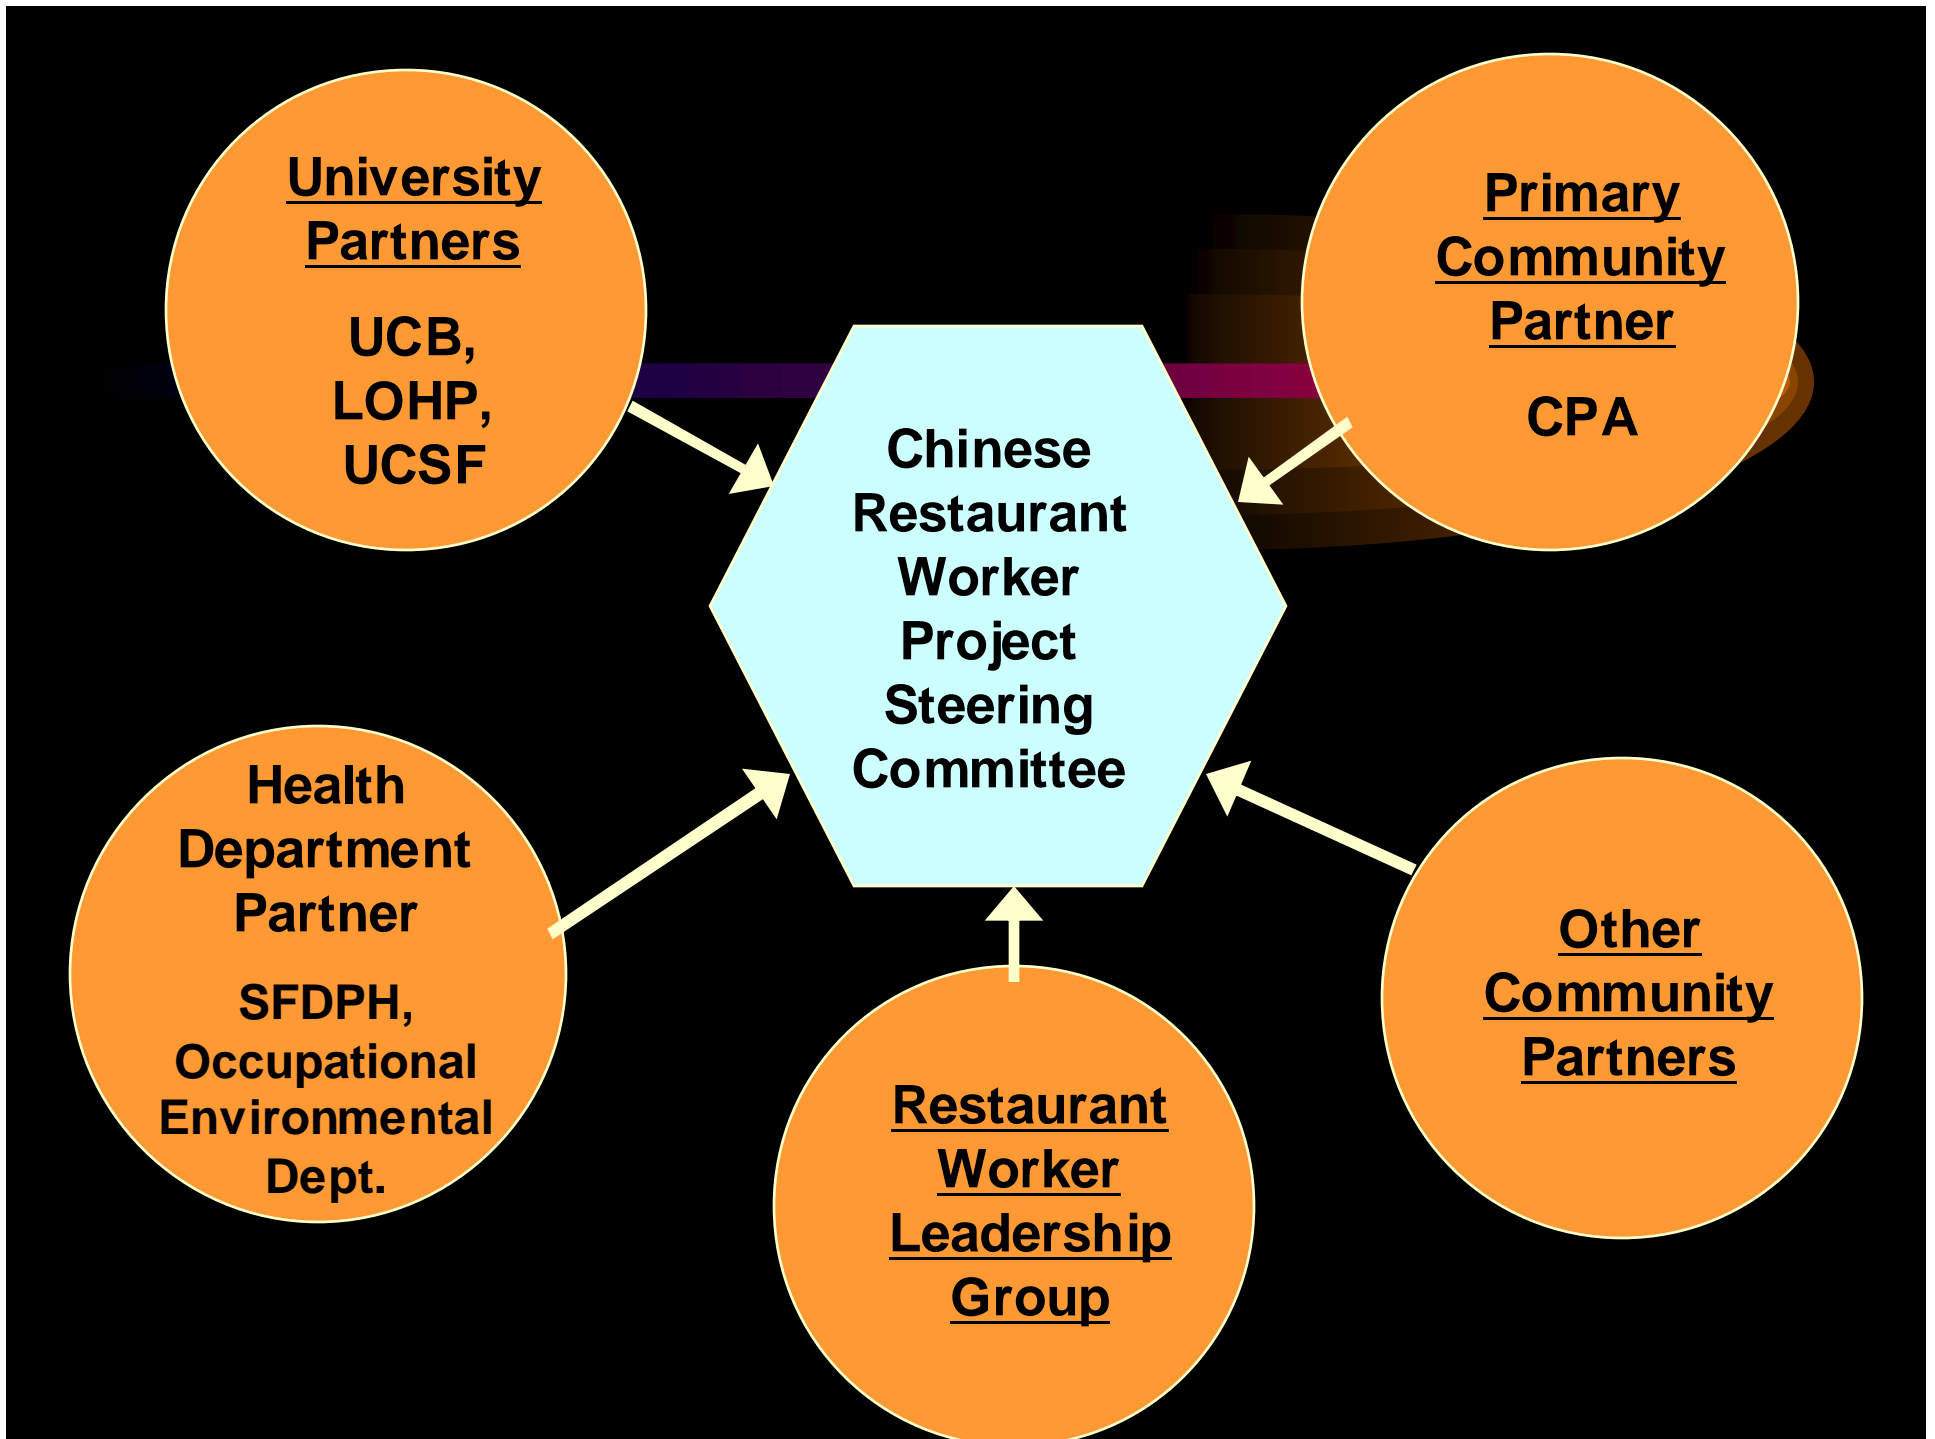 University
Partners
UCB,
LOHP,
UCSF
Primary
Community
Partner
CPA
Chinese
Restaurant
Worker
Project
Steering
Committee
Health
Department
Partner
SFDPH,
Occupational
Environmental
Dept.
Restaurant
Worker
Leadership
Group
Other
Community
Partners